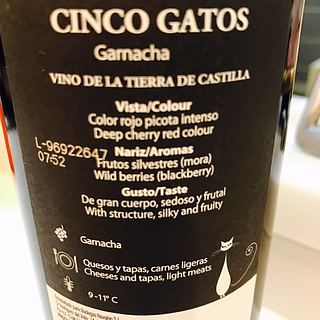 CINCO GATOS
Garnacha
VINO DE LA TIERRA DE CASTILLA
Vista/Colour
Color rojo picota intenso
Deep cherry red colour
L-96922647
07:52
Nariz/Aromas
Frutos silvestres (mora)
Wild berries (blackberry)
Gusto/Taste
De gran cuerpo, sedoso y frutal
With structure, silky and fruity
Garnacha
Quesos y tapas, carnes ligeras
Cheeses and tapas, light meats
9-11° C